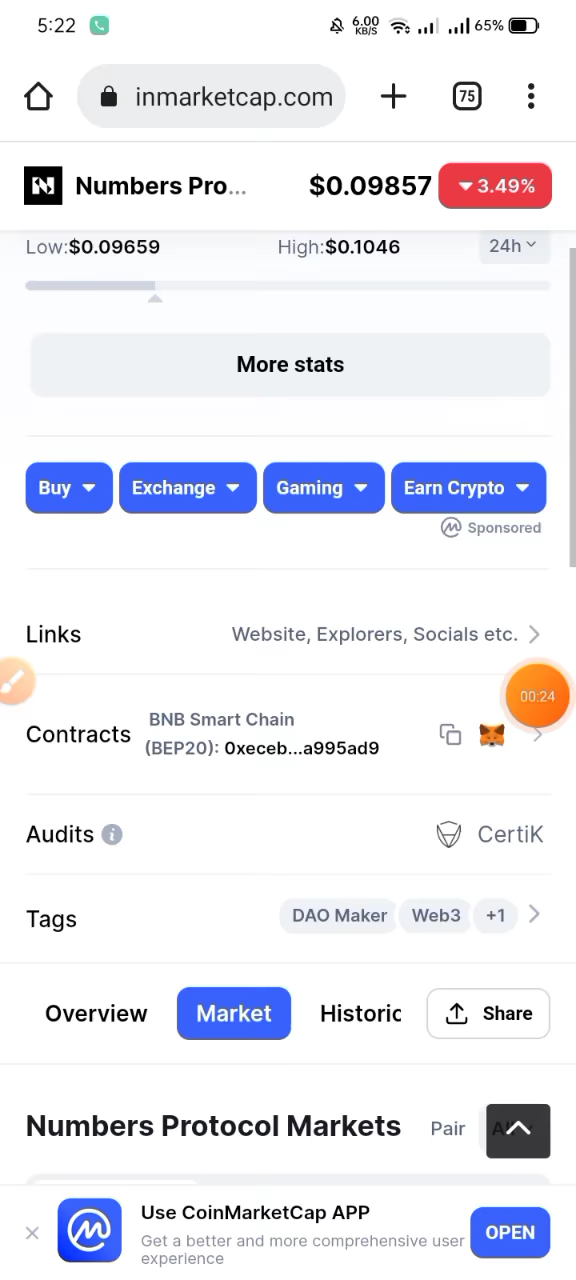 5:22 6.00 KB/S 65%
inmarketcap.com 75
Numbers Pro... $0.09857 3.49%
Low:$0.09659 High:$0.1046 24h
More stats
Buy Exchange Gaming Earn Crypto
Sponsored
Links Website, Explorers, Socials etc.
00:24
BNB Smart Chain
Contracts (BEP20): 0xeceb...a995ad9
Audits i CertiK
Tags DAO Maker Web3 +1
Overview Market Historic Share
Numbers Protocol Markets Pair
Use CoinMarketCap APP
Get a better and more comprehensive user
experience
OPEN